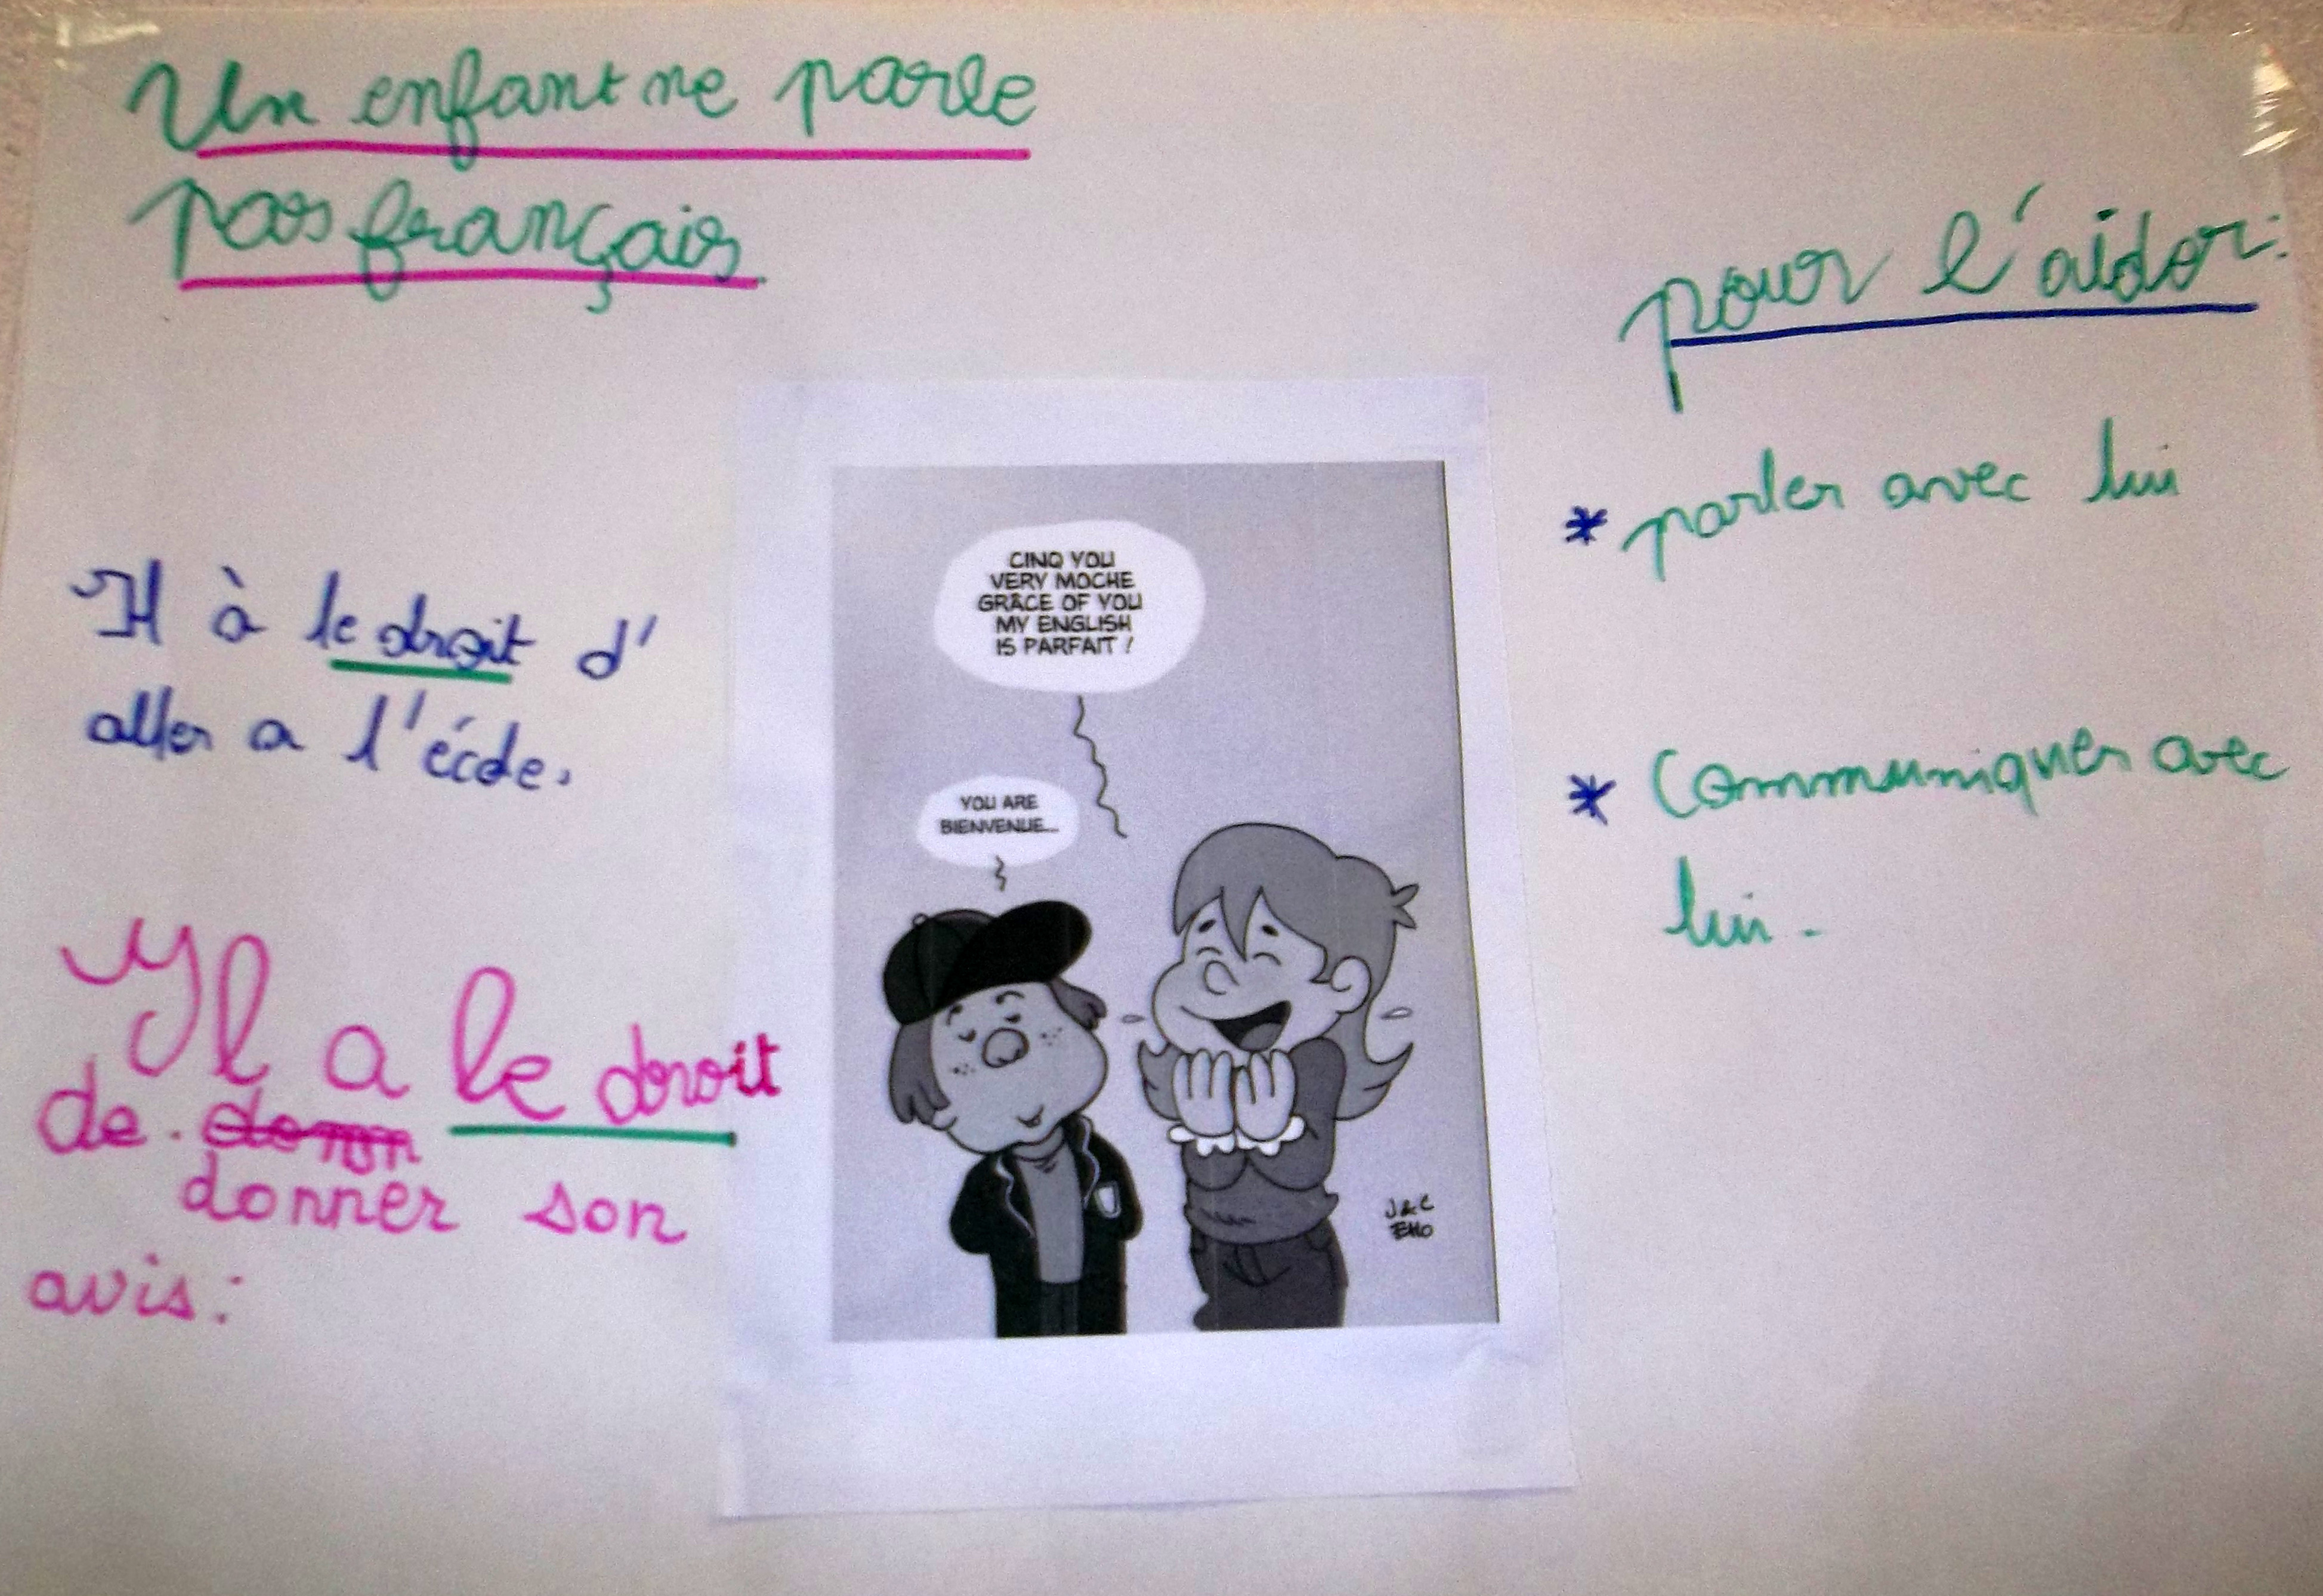 Un enfant ne parle
pas français
Il à le droit d'
aller a l'école.
Il a le droit
de donn
donner son
avis:
CINQ YOU
VERY MOCHE
GRÂCE OF YOU
MY ENGLISH
IS PARFAIT !
YOU ARE
BIENVENUE...
J & C
BHO
pour l'aider:
* parler avec lui
* Communiquer avec
lui.